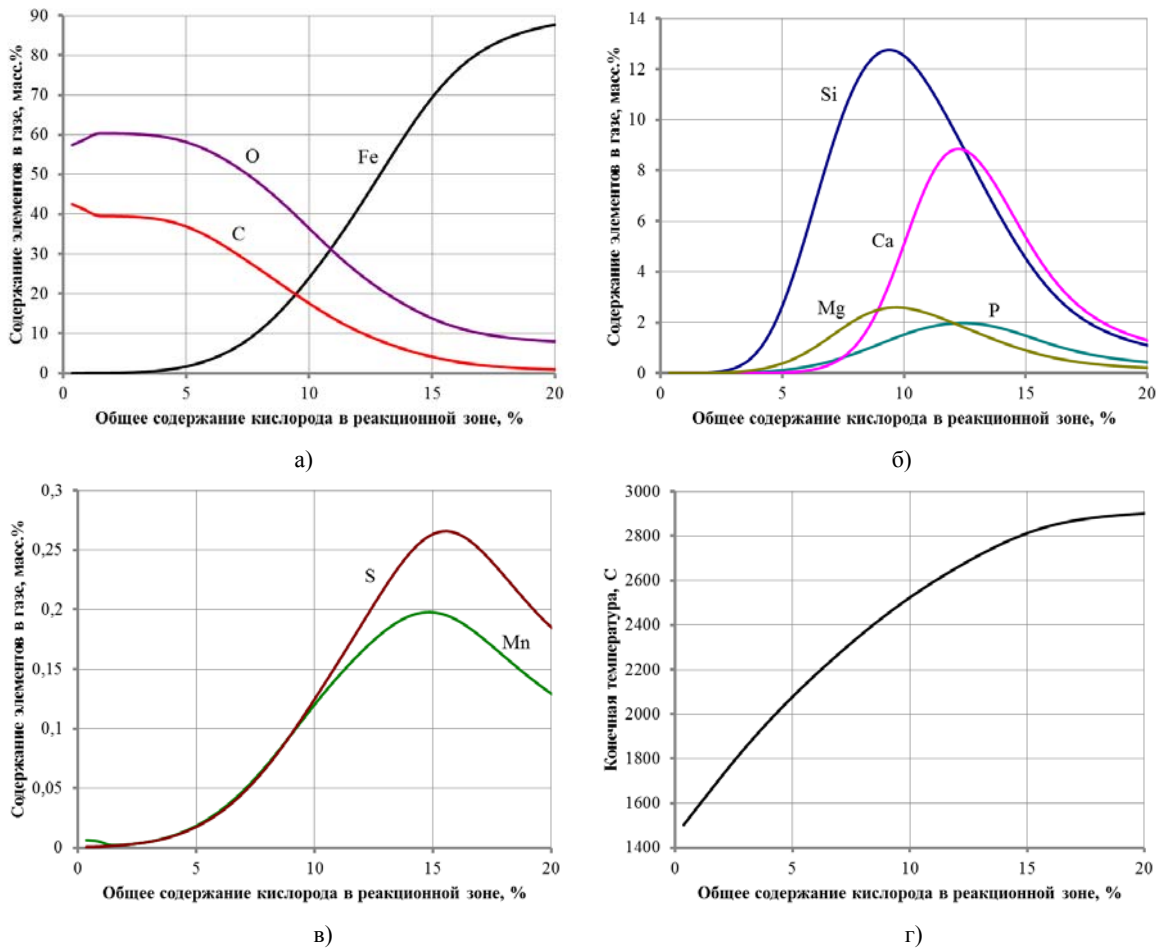 Содержание элементов в газе, масс.%
90
80
70
60
50
40
30
20
10
0
O
Fe
C
0
5
10
15
20
Общее содержание кислорода в реакционной зоне, %
а)
Содержание элементов в газе, масс.%
14
12
10
8
6
4
2
0
Si
Ca
Mg
P
0
5
10
15
20
Общее содержание кислорода в реакционной зоне, %
б)
Содержание элементов в газе, масс.%
0,3
0,25
0,2
0,15
0,1
0,05
0
S
Mn
0
5
10
15
20
Общее содержание кислорода в реакционной зоне, %
в)
Конечная температура, С
3000
2800
2600
2400
2200
2000
1800
1600
1400
0
5
10
15
20
Общее содержание кислорода в реакционной зоне, %
г)